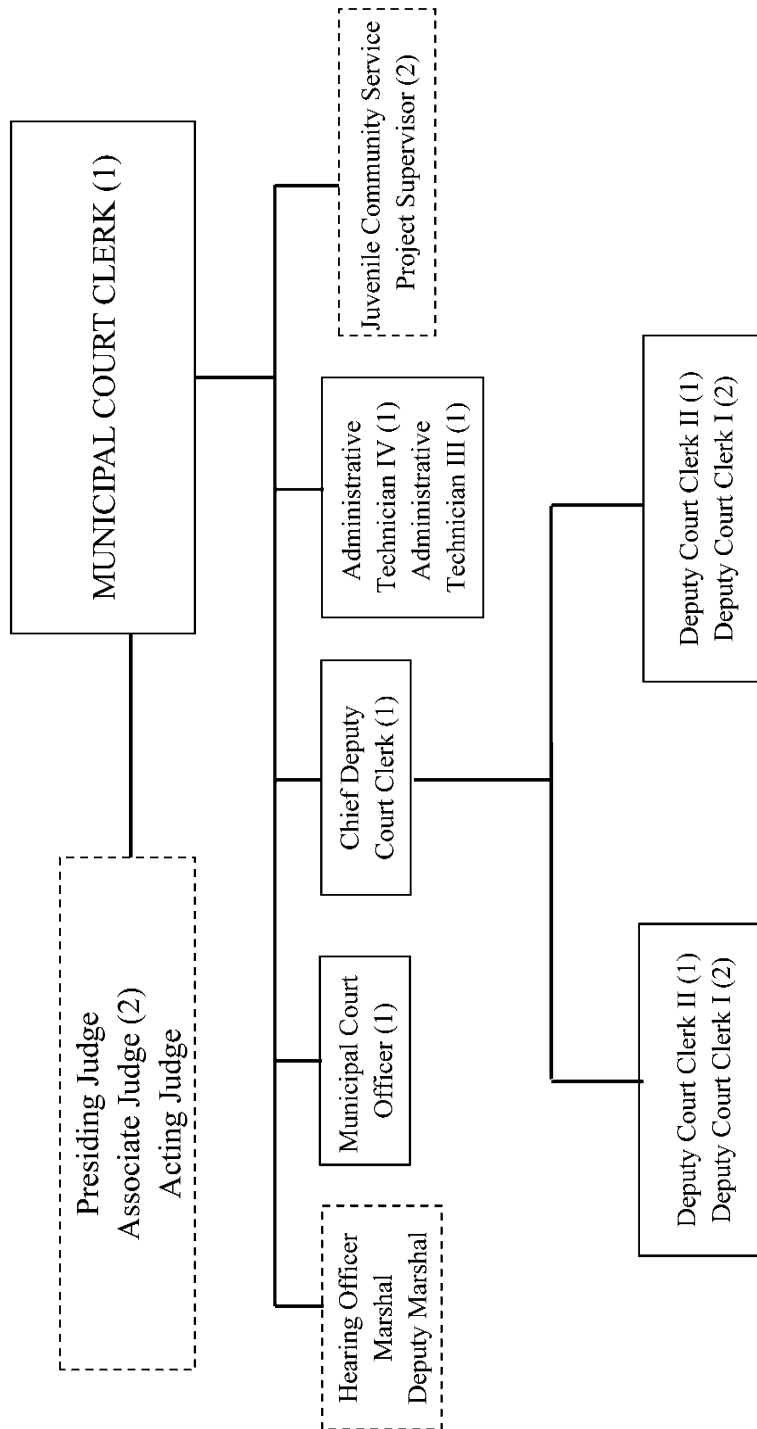 MUNICIPAL COURT CLERK (1)
Presiding Judge
Associate Judge (2)
Acting Judge
Hearing Officer
Marshal
Deputy Marshal
Municipal Court
Officer (1)
Chief Deputy
Court Clerk (1)
Administrative
Technician IV (1)
Administrative
Technician III (1)
Juvenile Community Service
Project Supervisor (2)
Deputy Court Clerk II (1)
Deputy Court Clerk I (2)
Deputy Court Clerk II (1)
Deputy Court Clerk I (2)